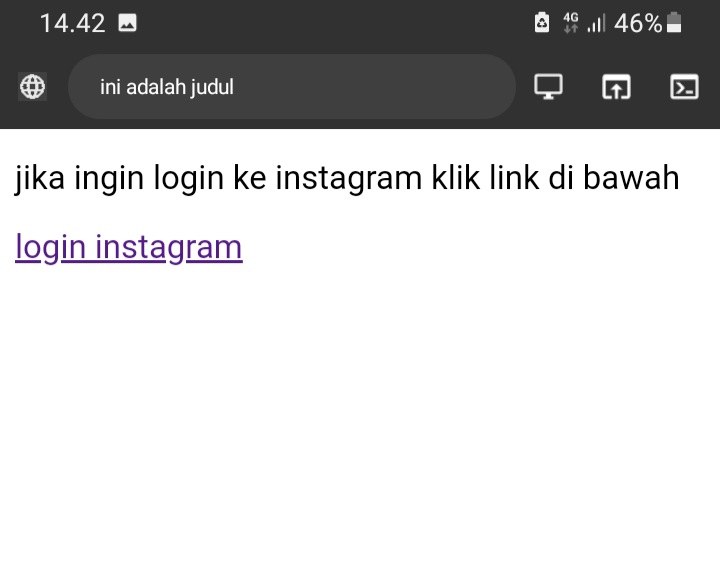 14.42
4G
46%
ini adalah judul
jika ingin login ke instagram klik link di bawah
login instagram